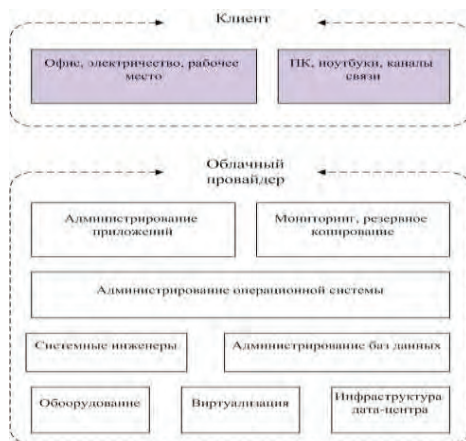 Клиент
Офис, электричество, рабочее
место
ПК, ноутбуки, каналы
связи
Облачный
провайдер
Администрирование
приложений
Мониторинг, резервное
копирование
Администрирование операционной системы
Системные инженеры
Администрирование баз данных
Обоорудование
Виртуализация
Инфраструктура
дата-центра